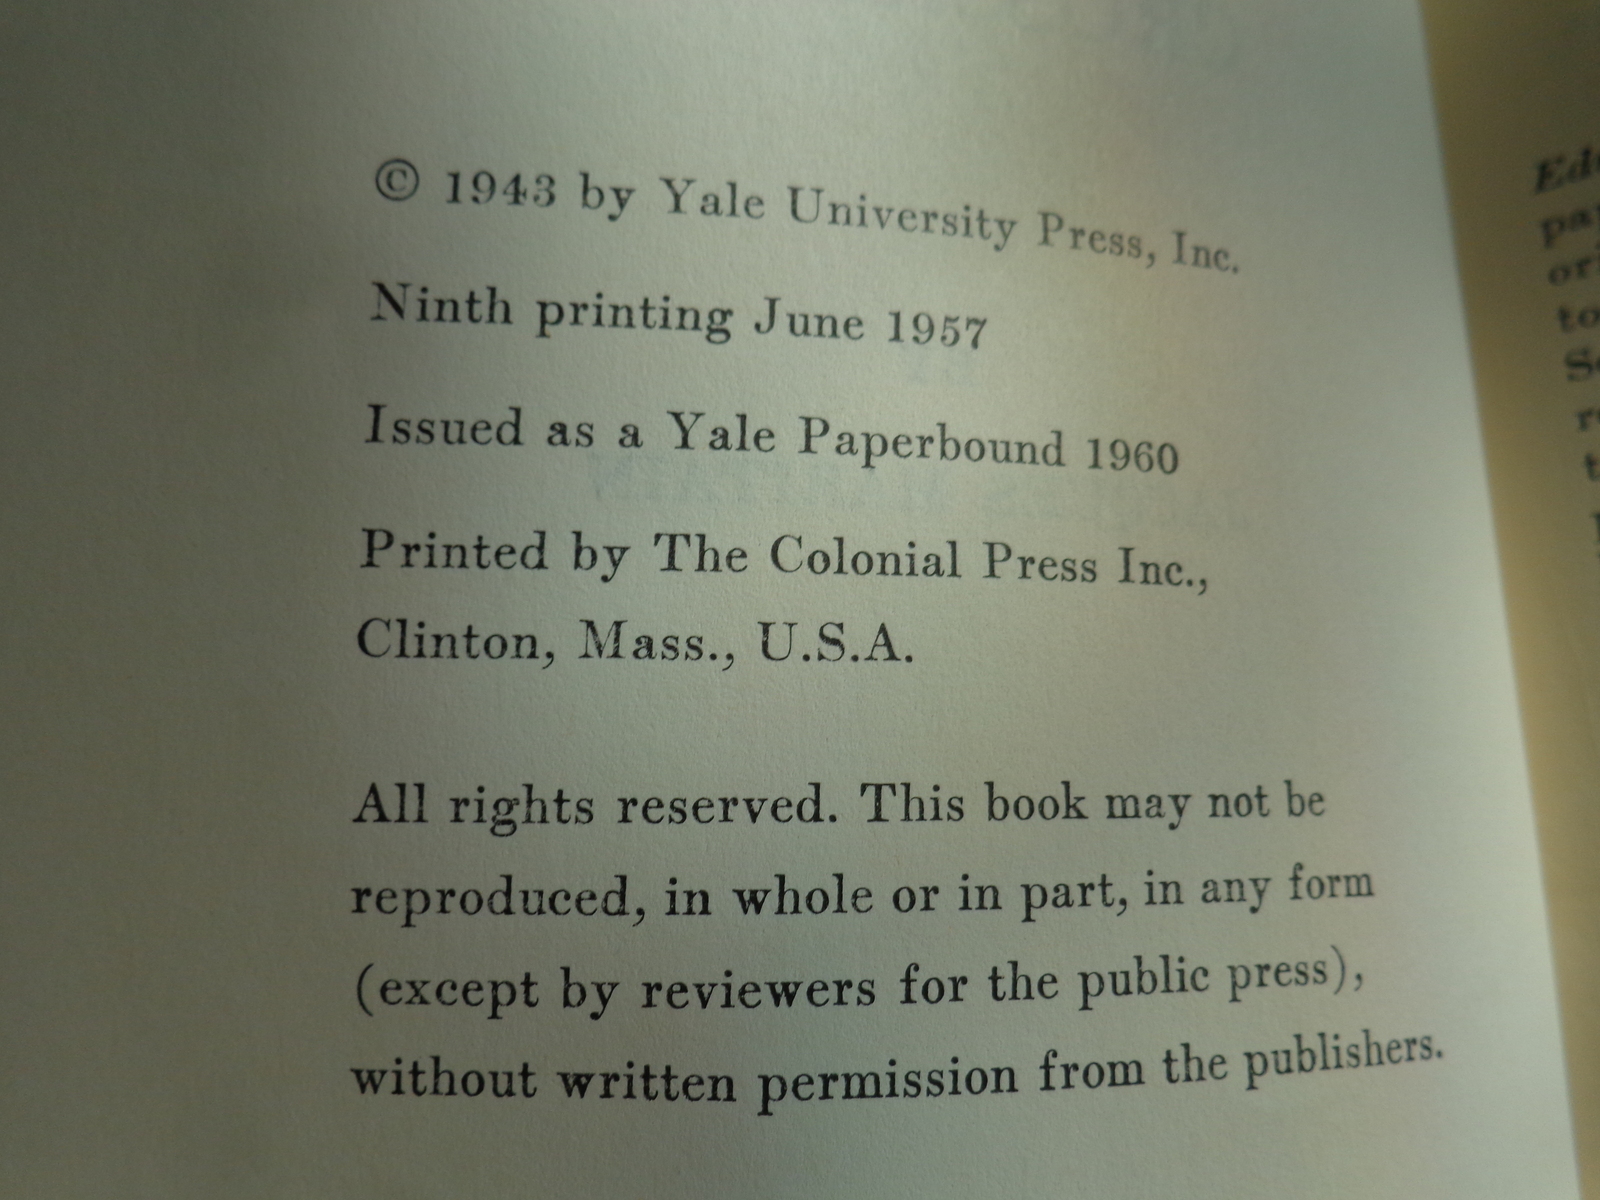 © 1943 by Yale University Press, Inc.
Ninth printing June 1957
Issued as a Yale Paperbound 1960
Printed by The Colonial Press Inc.,
Clinton, Mass., U.S.A.
All rights reserved. This book may not be
reproduced, in whole or in part, in any form
(except by reviewers for the public press),
without written permission from the publishers.